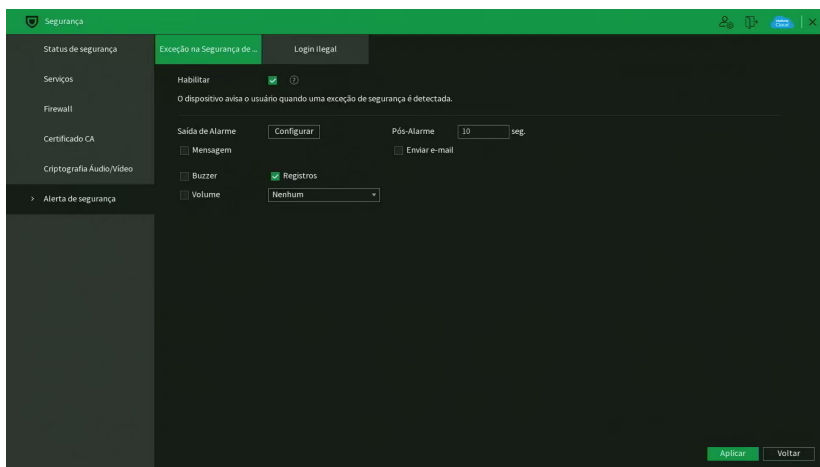 Segurança
Status de segurança
Serviços
Firewall
Certificado CA
Criptografia Áudio/Vídeo
> Alerta de segurança
Exceção na Segurança de ...
Login Ilegal
Habilitar
O dispositivo avisa o usuário quando uma exceção de segurança é detectada.
Saída de Alarme Configurar Pós-Alarme 10 seg.
Mensagem Enviar e-mail
Buzzer Registros
Volume Nenhum
Aplicar Voltar